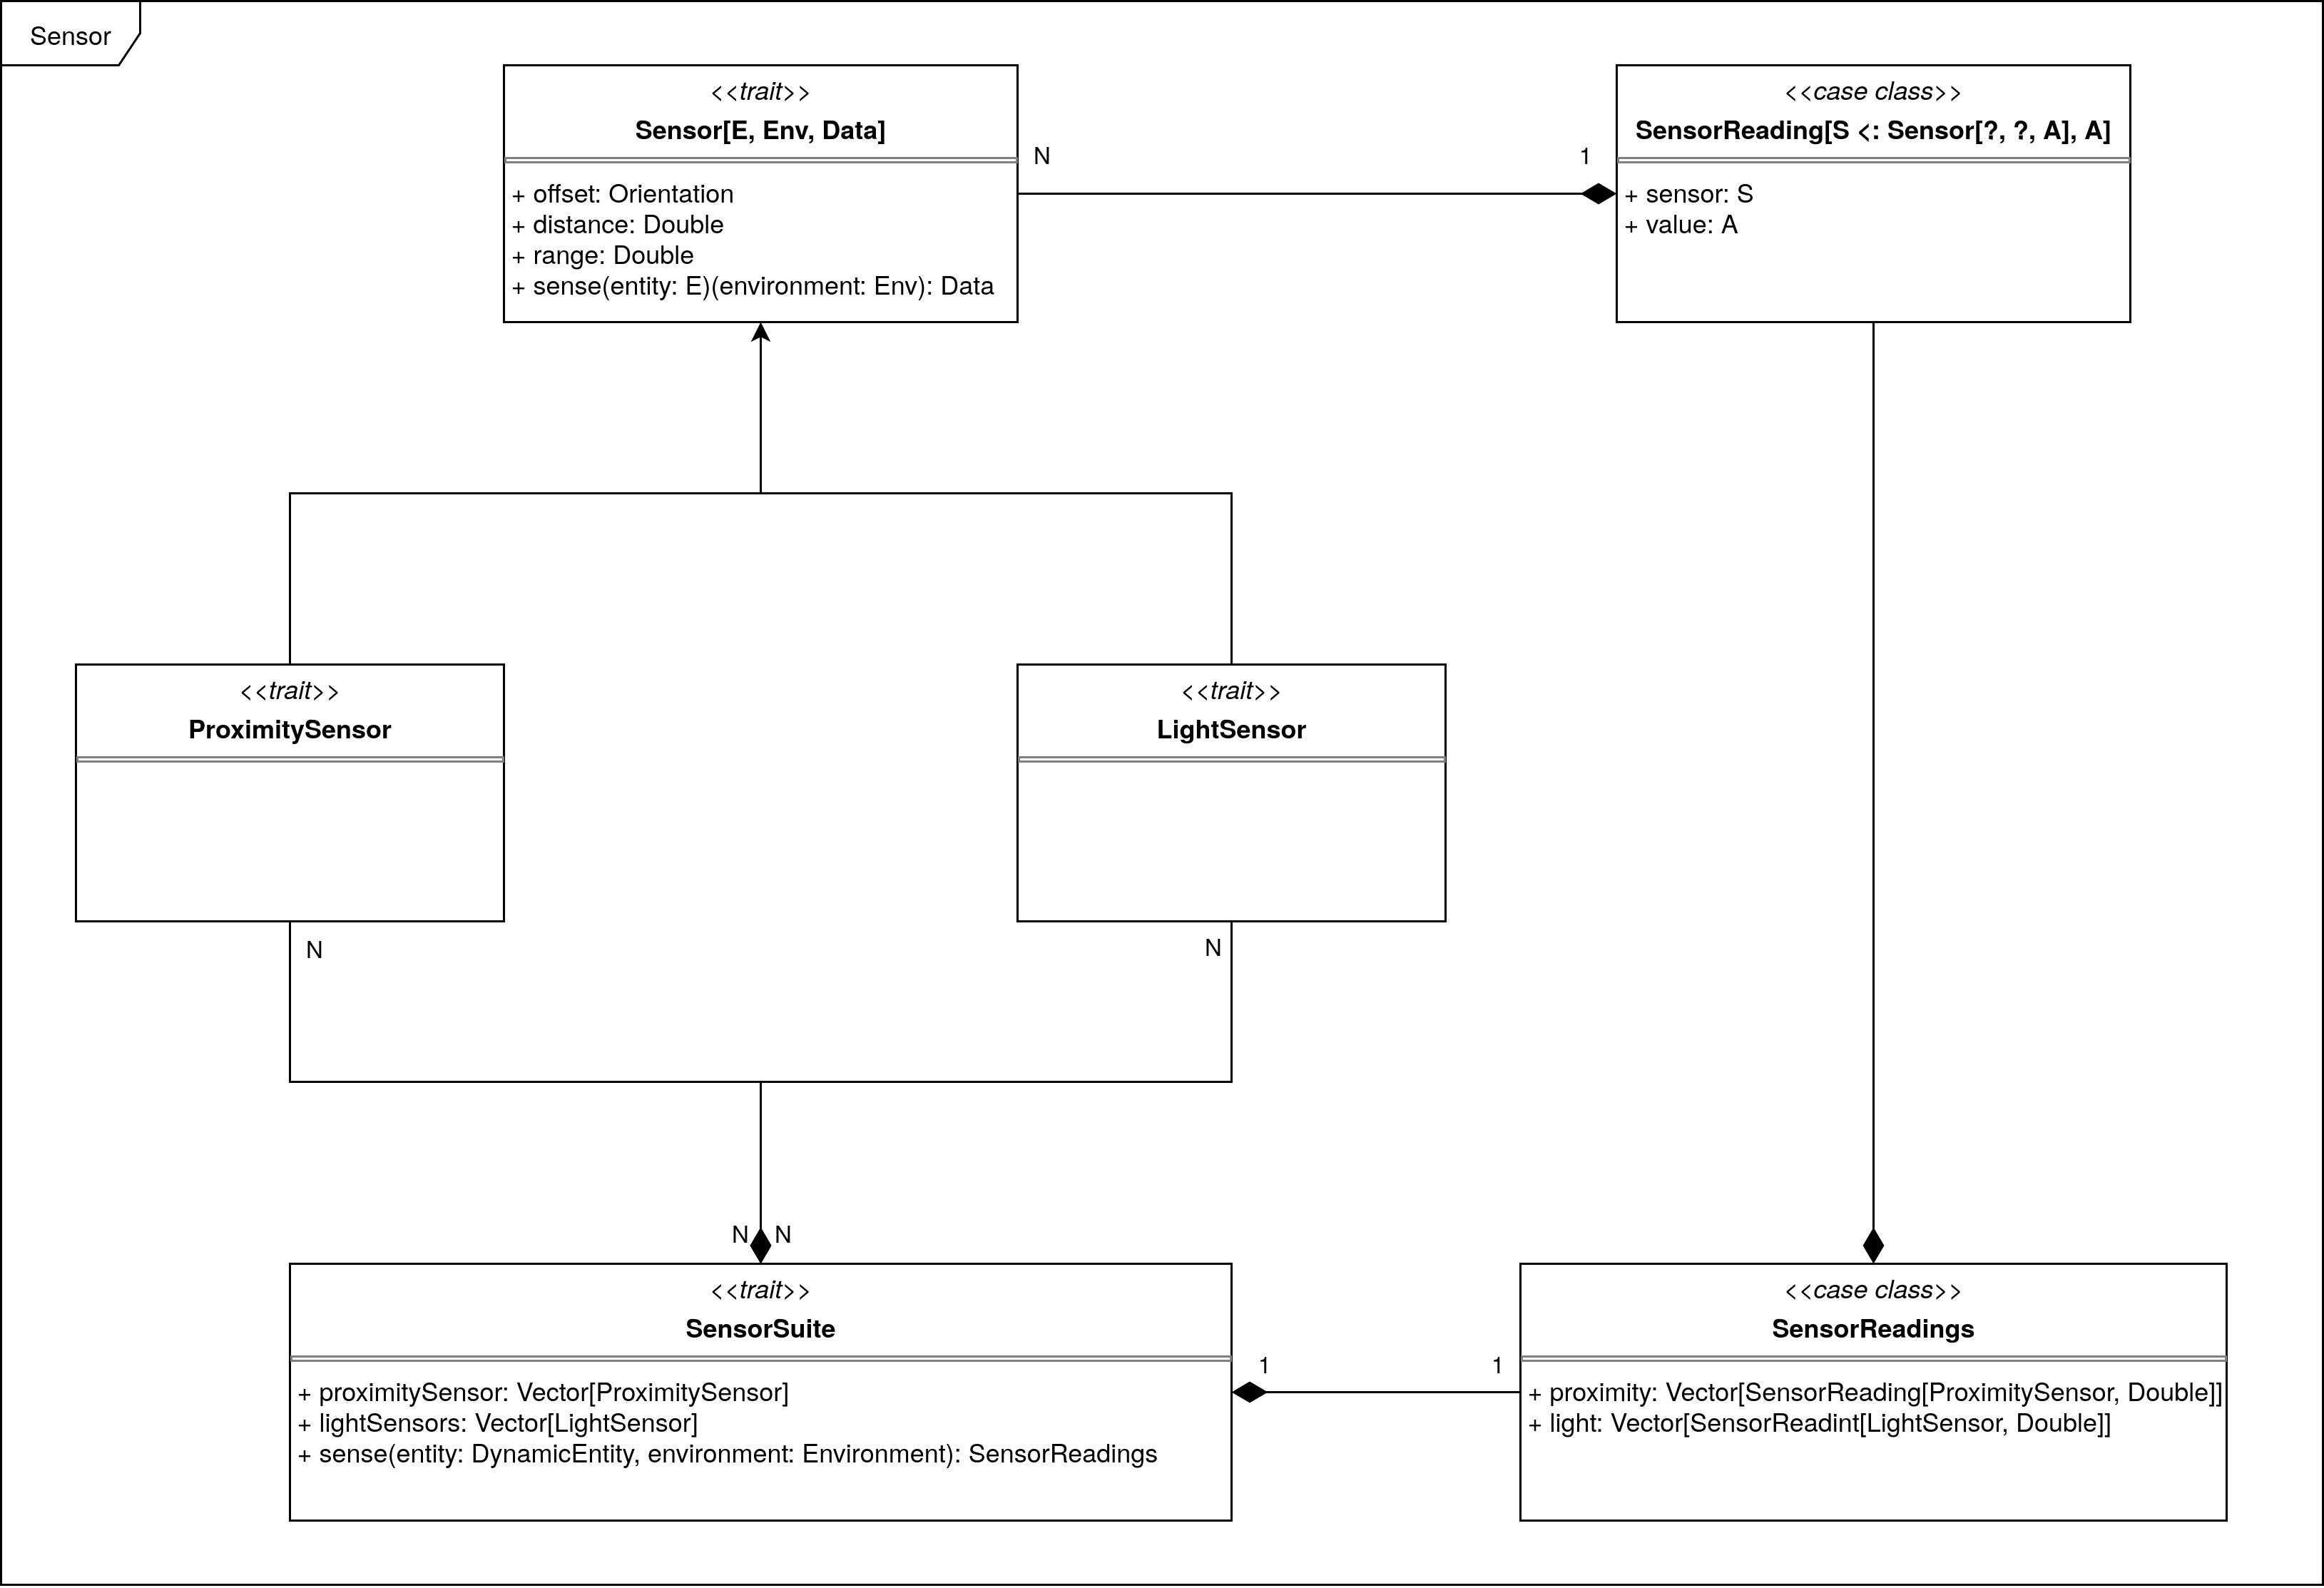 Sensor
<<trait>>
Sensor[E, Env, Data]
+ offset: Orientation
+ distance: Double
+ range: Double
+ sense(entity: E)(environment: Env): Data
N
1
<<case class>>
SensorReading[S <: Sensor[?, ?, A], A]
+ sensor: S
+ value: A
<<trait>>
ProximitySensor
N
<<trait>>
LightSensor
N
N
N
<<trait>>
SensorSuite
+ proximitySensor: Vector[ProximitySensor]
+ lightSensors: Vector[LightSensor]
+ sense(entity: DynamicEntity, environment: Environment): SensorReadings
1
1
<<case class>>
SensorReadings
+ proximity: Vector[SensorReading[ProximitySensor, Double]]
+ light: Vector[SensorReadint[LightSensor, Double]]